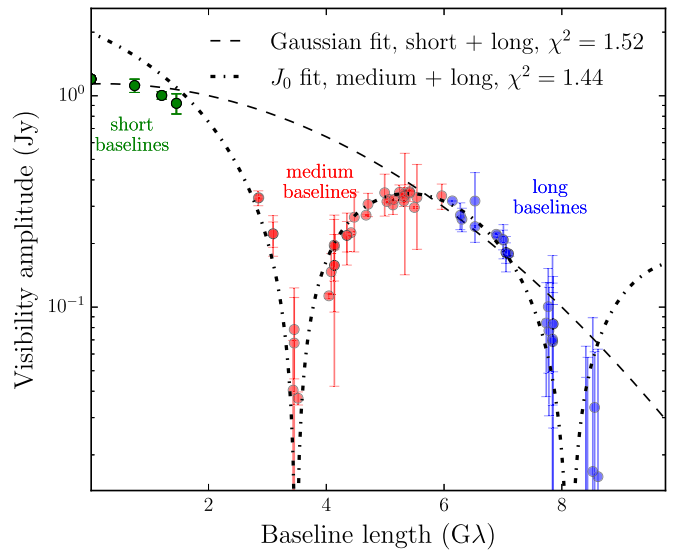 Gaussian fit, short + long, χ² = 1.52
J₀ fit, medium + long, χ² = 1.44
10⁰
short
baselines
medium
baselines
long
baselines
10⁻¹
Visibility amplitude (Jy)
2
4
6
8
Baseline length (Gλ)